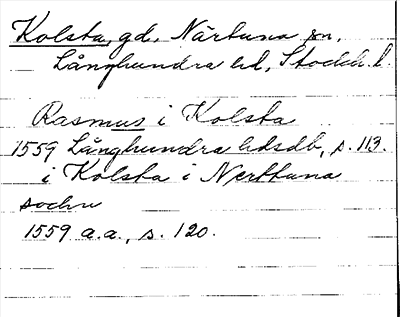 Kolsta, gd, Närtuna sn,
Långhundra hd, Stockh. l.
Rasmus i Kolsta
1559 Långhundra hdsdb, s. 113.
i Kolsta i Nerttuna
sochn
1559 a.a., s. 120.